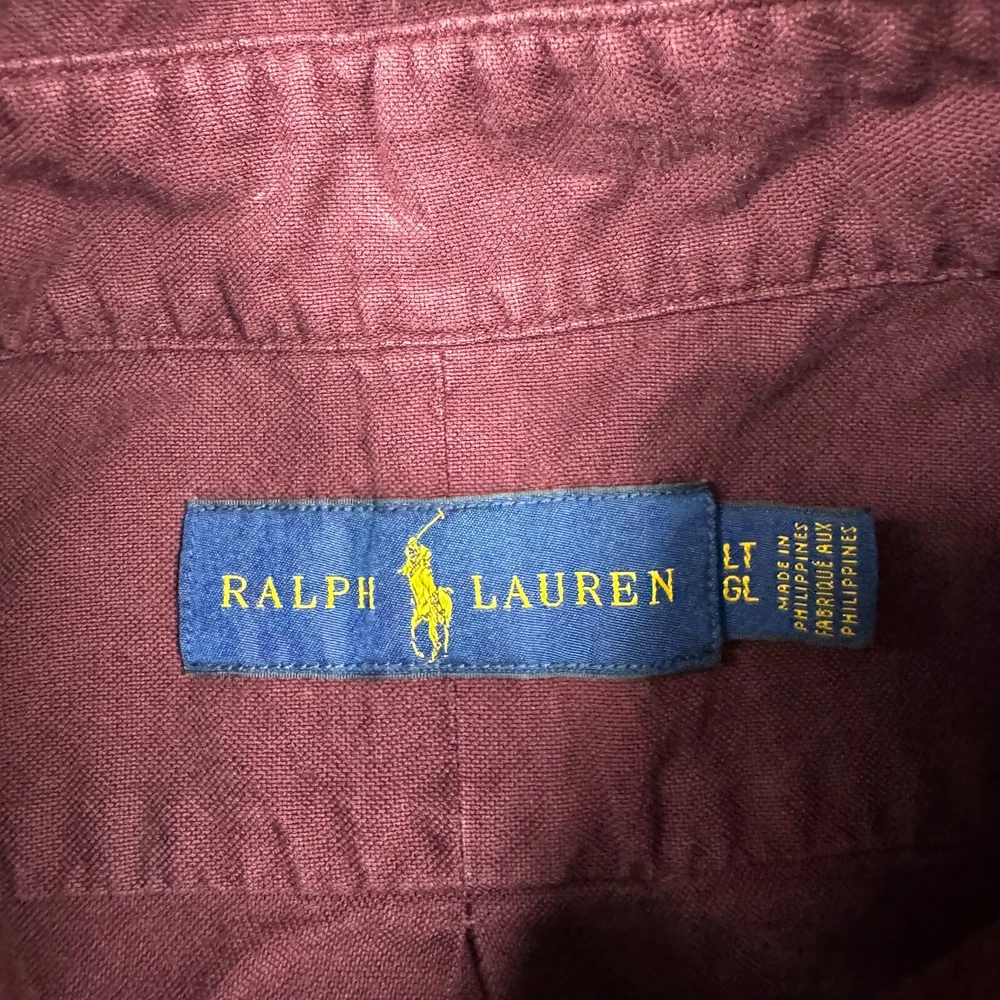 RALPH LAUREN
LT
GL
MADE IN
PHILIPPINES
FABRIQUÉ AUX
PHILIPPINES